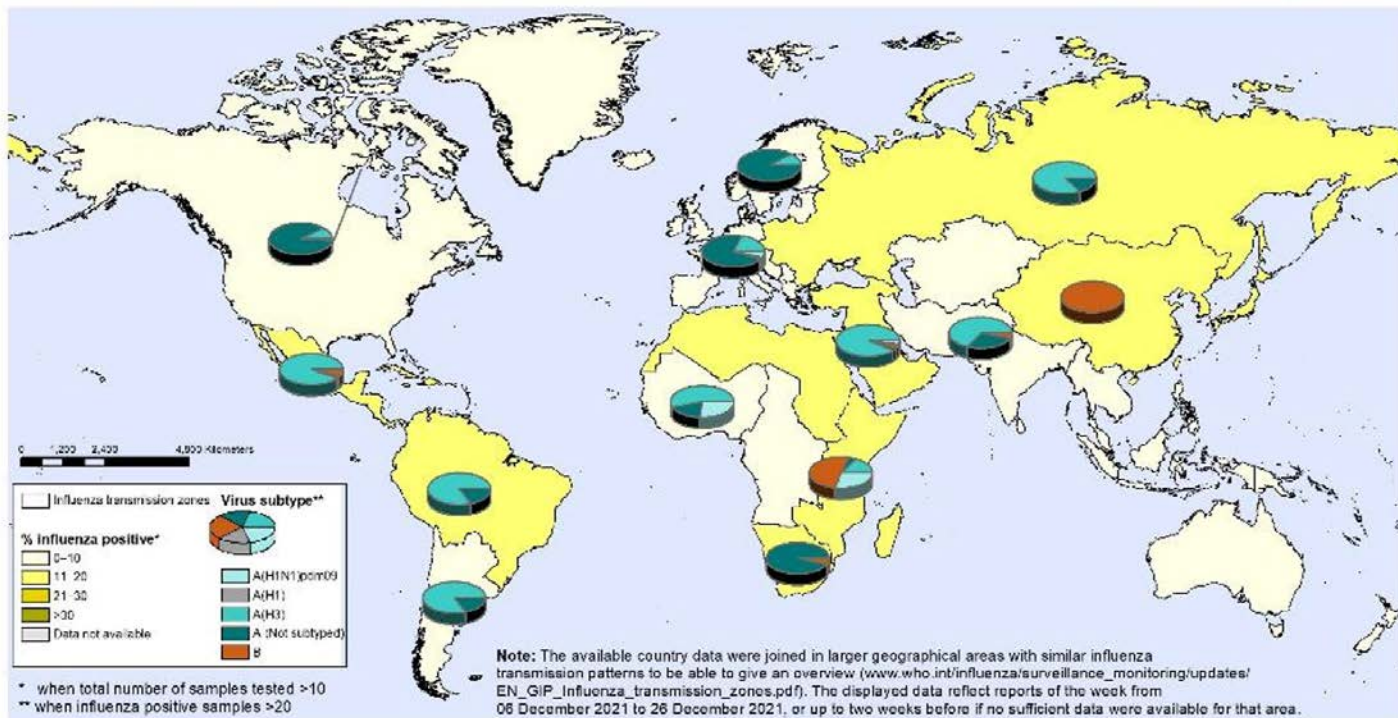 0 1,200 2,400 4,800 Kilometers
Influenza transmission zones
% influenza positive*
0–10
11–20
21–30
>30
Data not available
Virus subtype**
A(H1N1)pdm09
A(H1)
A(H3)
A (Not subtyped)
B
* when total number of samples tested >10
** when influenza positive samples >20
Note: The available country data were joined in larger geographical areas with similar influenza
transmission patterns to be able to give an overview (www.who.int/influenza/surveillance_monitoring/updates/
EN_GIP_Influenza_transmission_zones.pdf). The displayed data reflect reports of the week from
06 December 2021 to 26 December 2021, or up to two weeks before if no sufficient data were available for that area.